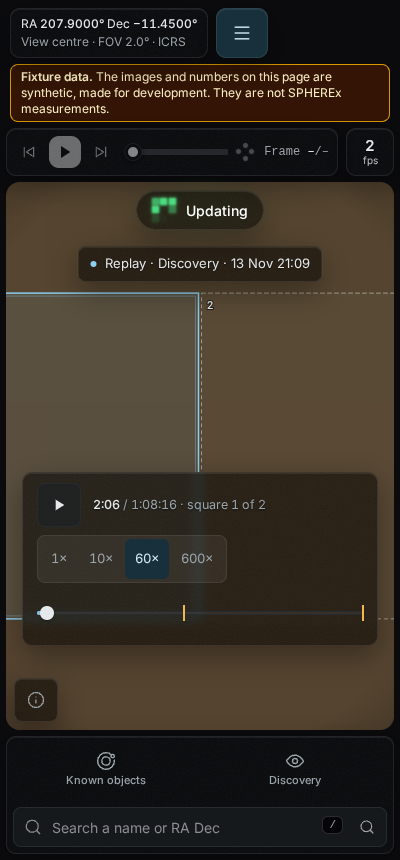 RA 207.9000° Dec −11.4500°
View centre · FOV 2.0° · ICRS
Fixture data. The images and numbers on this page are
synthetic, made for development. They are not SPHEREx
measurements.
Frame –/–
2
fps
Updating
Replay · Discovery · 13 Nov 21:09
2
2:06 / 1:08:16 · square 1 of 2
1× 10× 60× 600×
Known objects
Discovery
Search a name or RA Dec
/